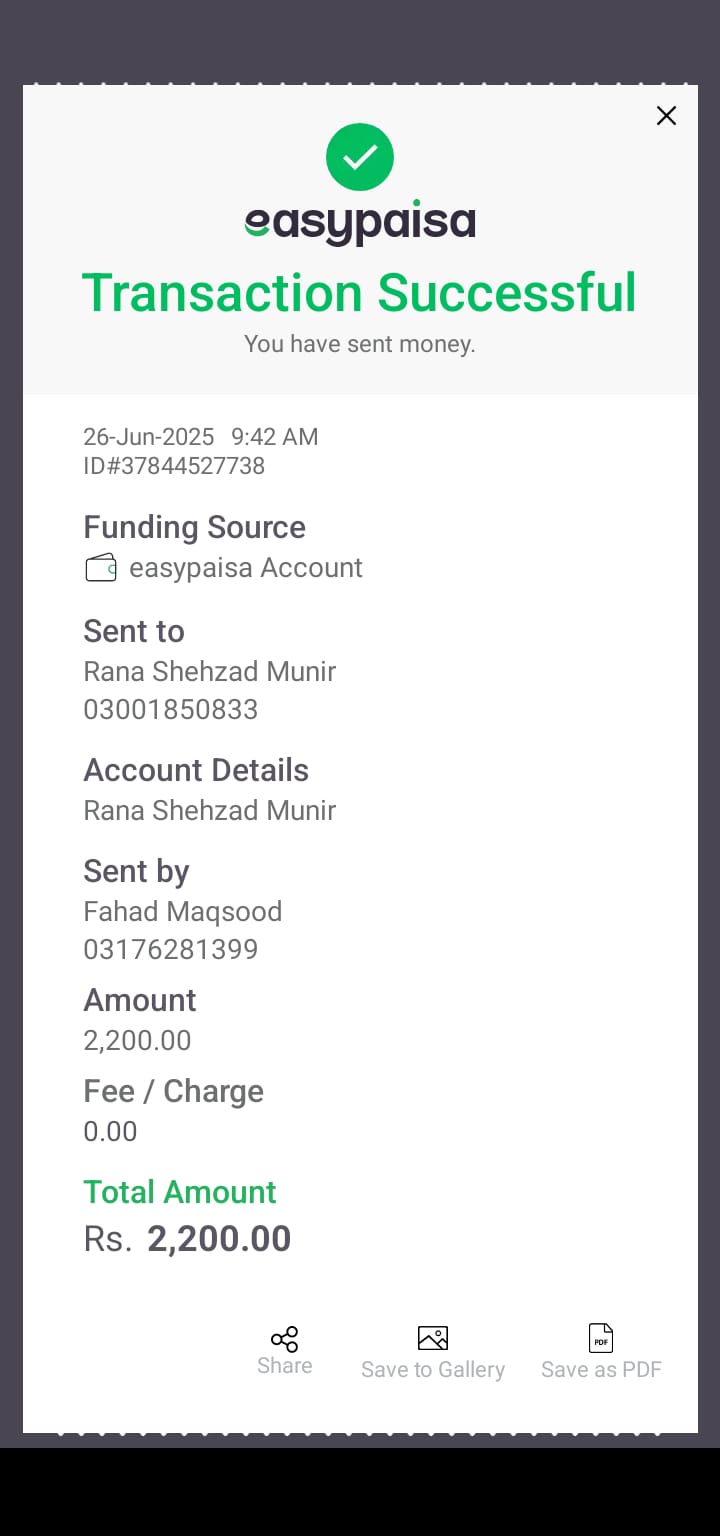 easypaisa
Transaction Successful
You have sent money.
26-Jun-2025 9:42 AM
ID#37844527738
Funding Source
easypaisa Account
Sent to
Rana Shehzad Munir
03001850833
Account Details
Rana Shehzad Munir
Sent by
Fahad Maqsood
03176281399
Amount
2,200.00
Fee / Charge
0.00
Total Amount
Rs. 2,200.00
PDF
Share
Save to Gallery
Save as PDF